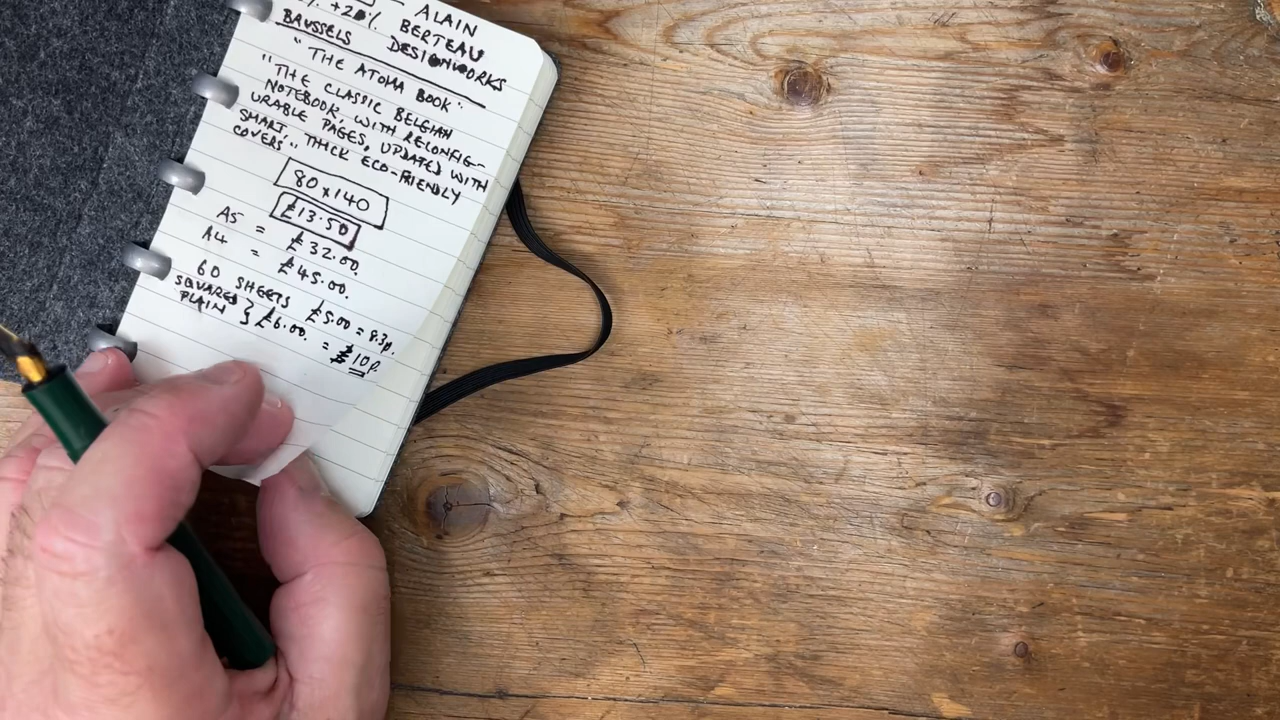 % +20% — ALAIN
BERTEAU
BRUSSELS DESIGNWORKS
"THE ATOMA BOOK".
"THE CLASSIC BELGIAN
NOTEBOOK, WITH RECONFIG-
URABLE PAGES, UPDATED WITH
SMART, THICK ECO-FRIENDLY
COVERS."
80 x 140
£13.50
A5 = £32.00.
A4 = £45.00.
60 SHEETS £5.00 = 8.3p.
SQUARED } £6.00. = £10p.
PLAIN